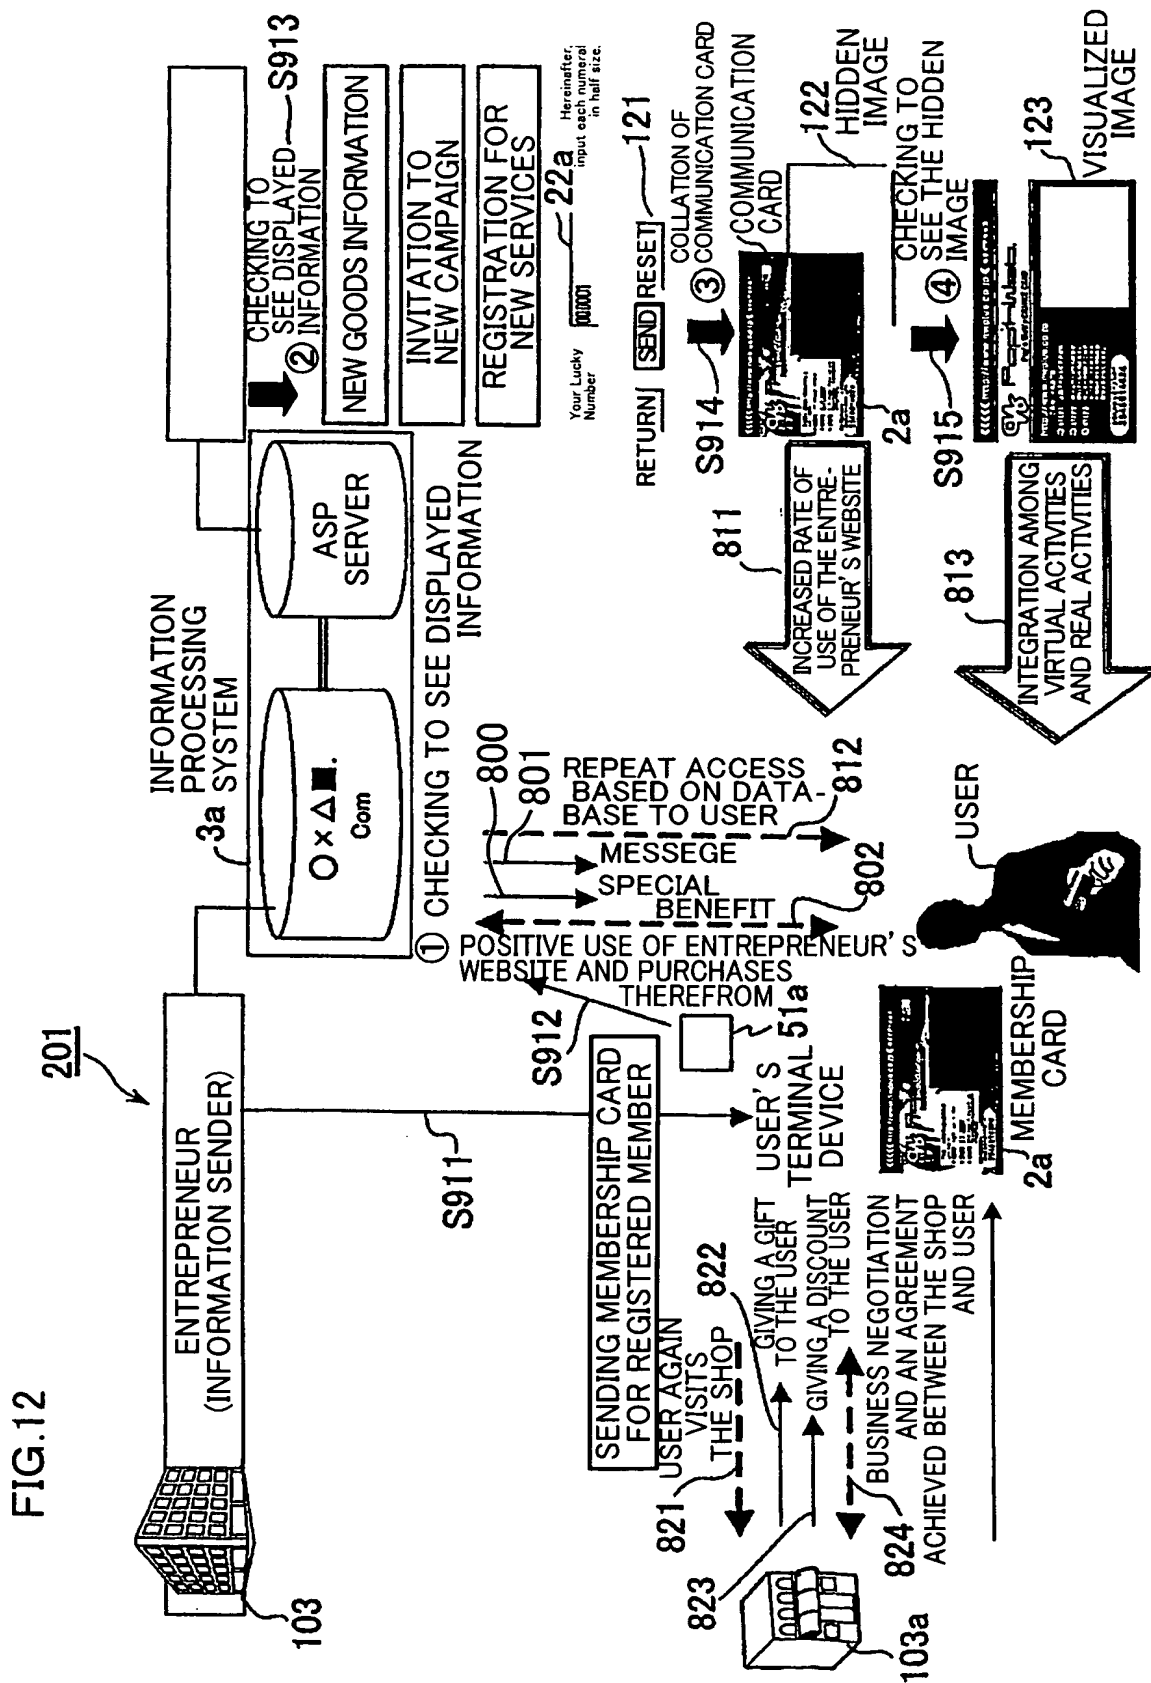 FIG.12
201
ENTREPRENEUR
(INFORMATION SENDER)
103
INFORMATION
PROCESSING
SYSTEM
3a
O × △ ■.
Com
ASP
SERVER
① CHECKING TO SEE DISPLAYED
INFORMATION
CHECKING TO
SEE DISPLAYED
② INFORMATION
S913
NEW GOODS INFORMATION
INVITATION TO
NEW CAMPAIGN
REGISTRATION FOR
NEW SERVICES
Your Lucky
Number
000001
22a
Hereinafter,
input each numeral
in half size.
RETURN
SEND
RESET
121
S911
SENDING MEMBERSHIP CARD
FOR REGISTERED MEMBER
S912
51a
USER'S
TERMINAL
DEVICE
800
801
REPEAT ACCESS
BASED ON DATA-
BASE TO USER
812
MESSEGE
SPECIAL
BENEFIT
802
POSITIVE USE OF ENTREPRENEUR'S
WEBSITE AND PURCHASES
THEREFROM
S914
③
COLLATION OF
COMMUNICATION CARD
COMMUNICATION
CARD
2a
122
HIDDEN
IMAGE
811
INCREASED RATE OF
USE OF THE ENTRE-
PRENEUR'S WEBSITE
S915
④
CHECKING TO
SEE THE HIDDEN
IMAGE
123
VISUALIZED
IMAGE
813
INTEGRATION AMONG
VIRTUAL ACTIVITIES
AND REAL ACTIVITIES
USER
MEMBERSHIP
CARD
2a
USER AGAIN
VISITS
THE SHOP
821
822
GIVING A GIFT
TO THE USER
823
GIVING A DISCOUNT
TO THE USER
824
BUSINESS NEGOTIATION
AND AN AGREEMENT
ACHIEVED BETWEEN THE SHOP
AND USER
103a